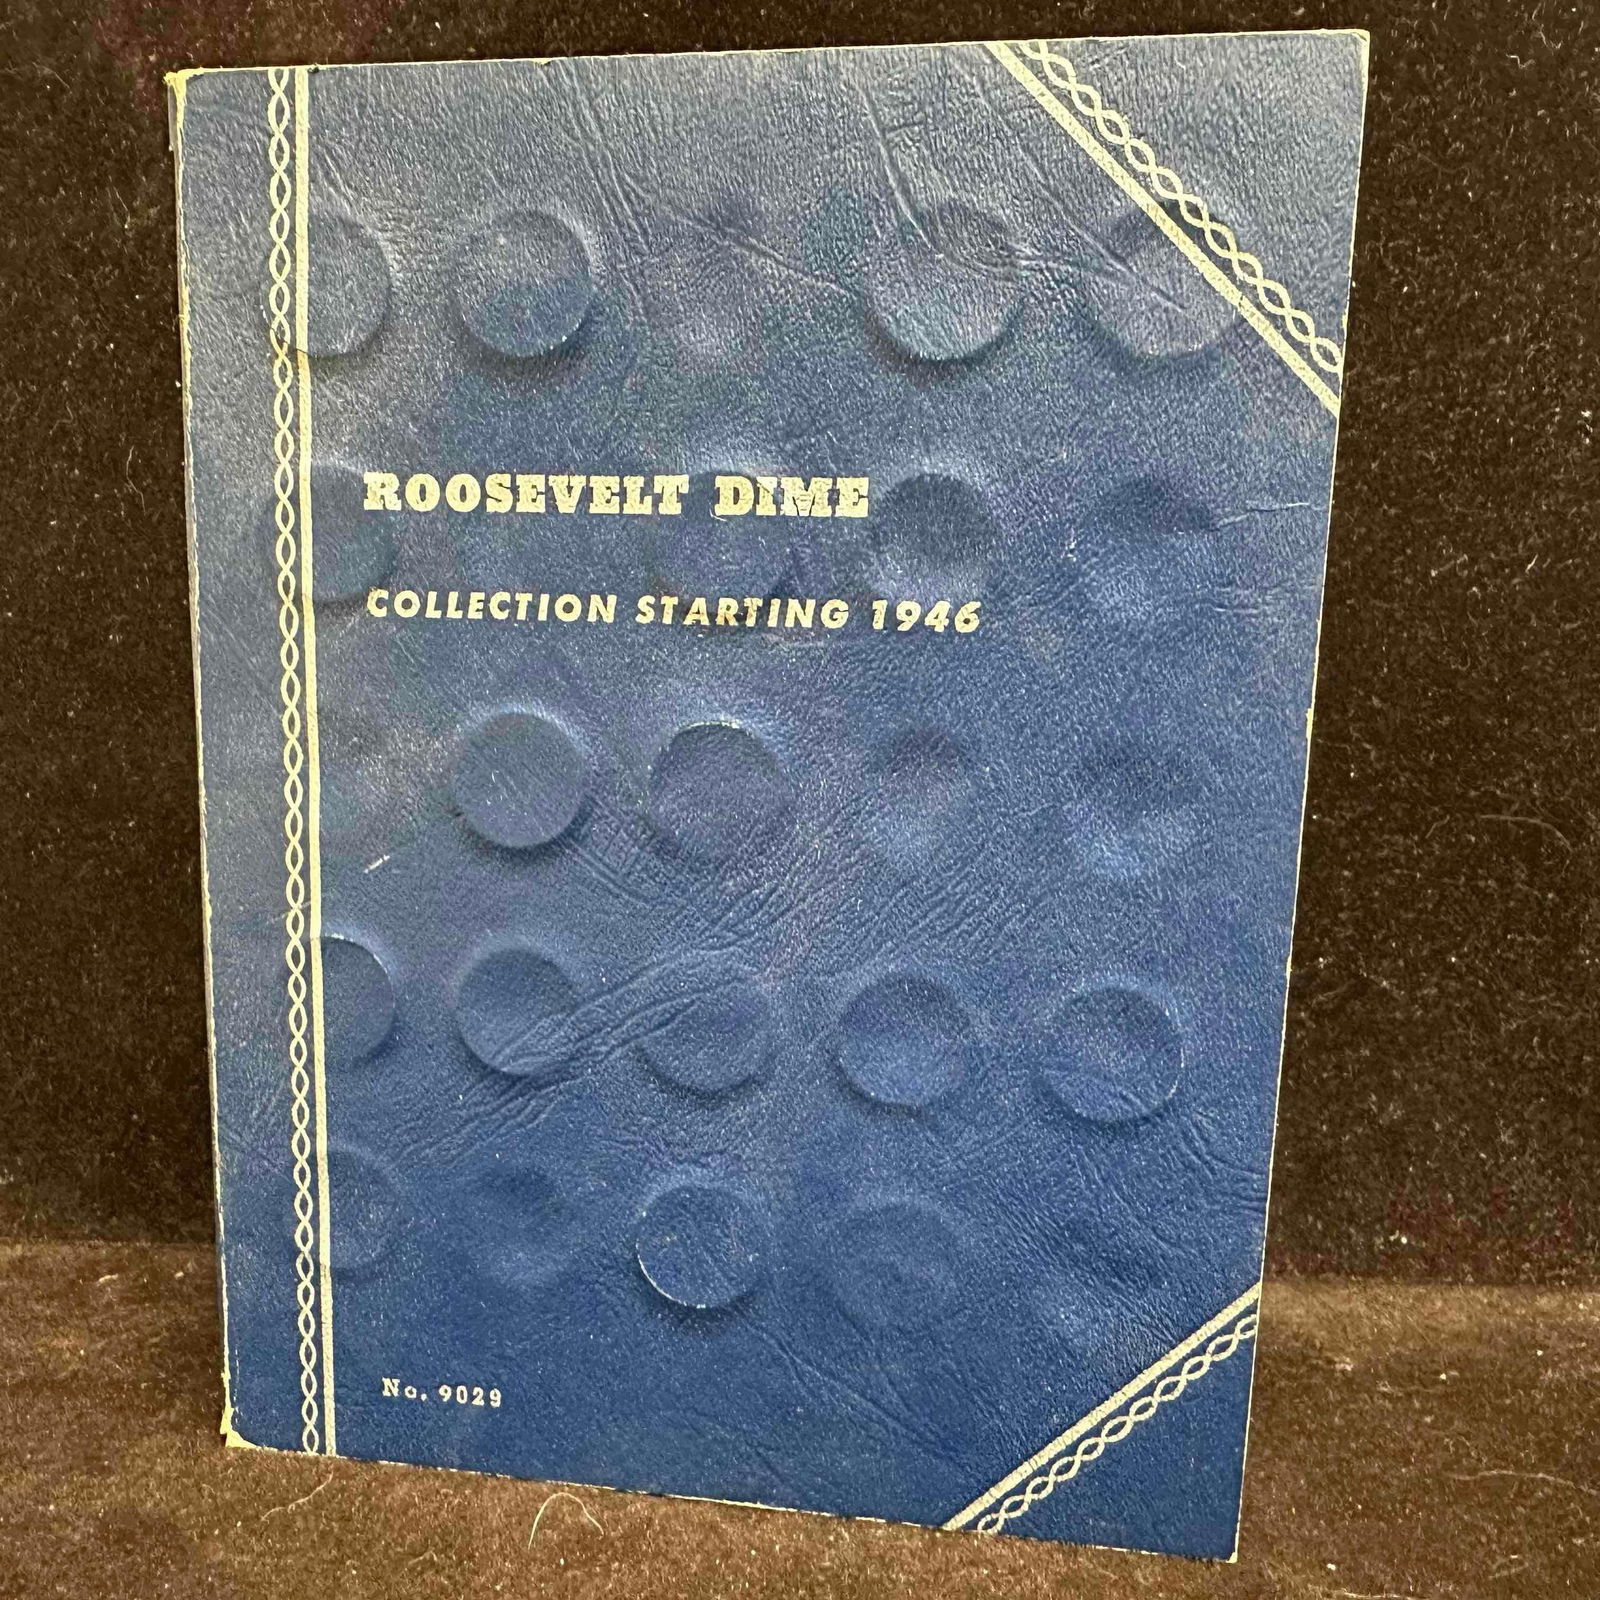 ROOSEVELT DIME
COLLECTION STARTING 1946
No. 9029